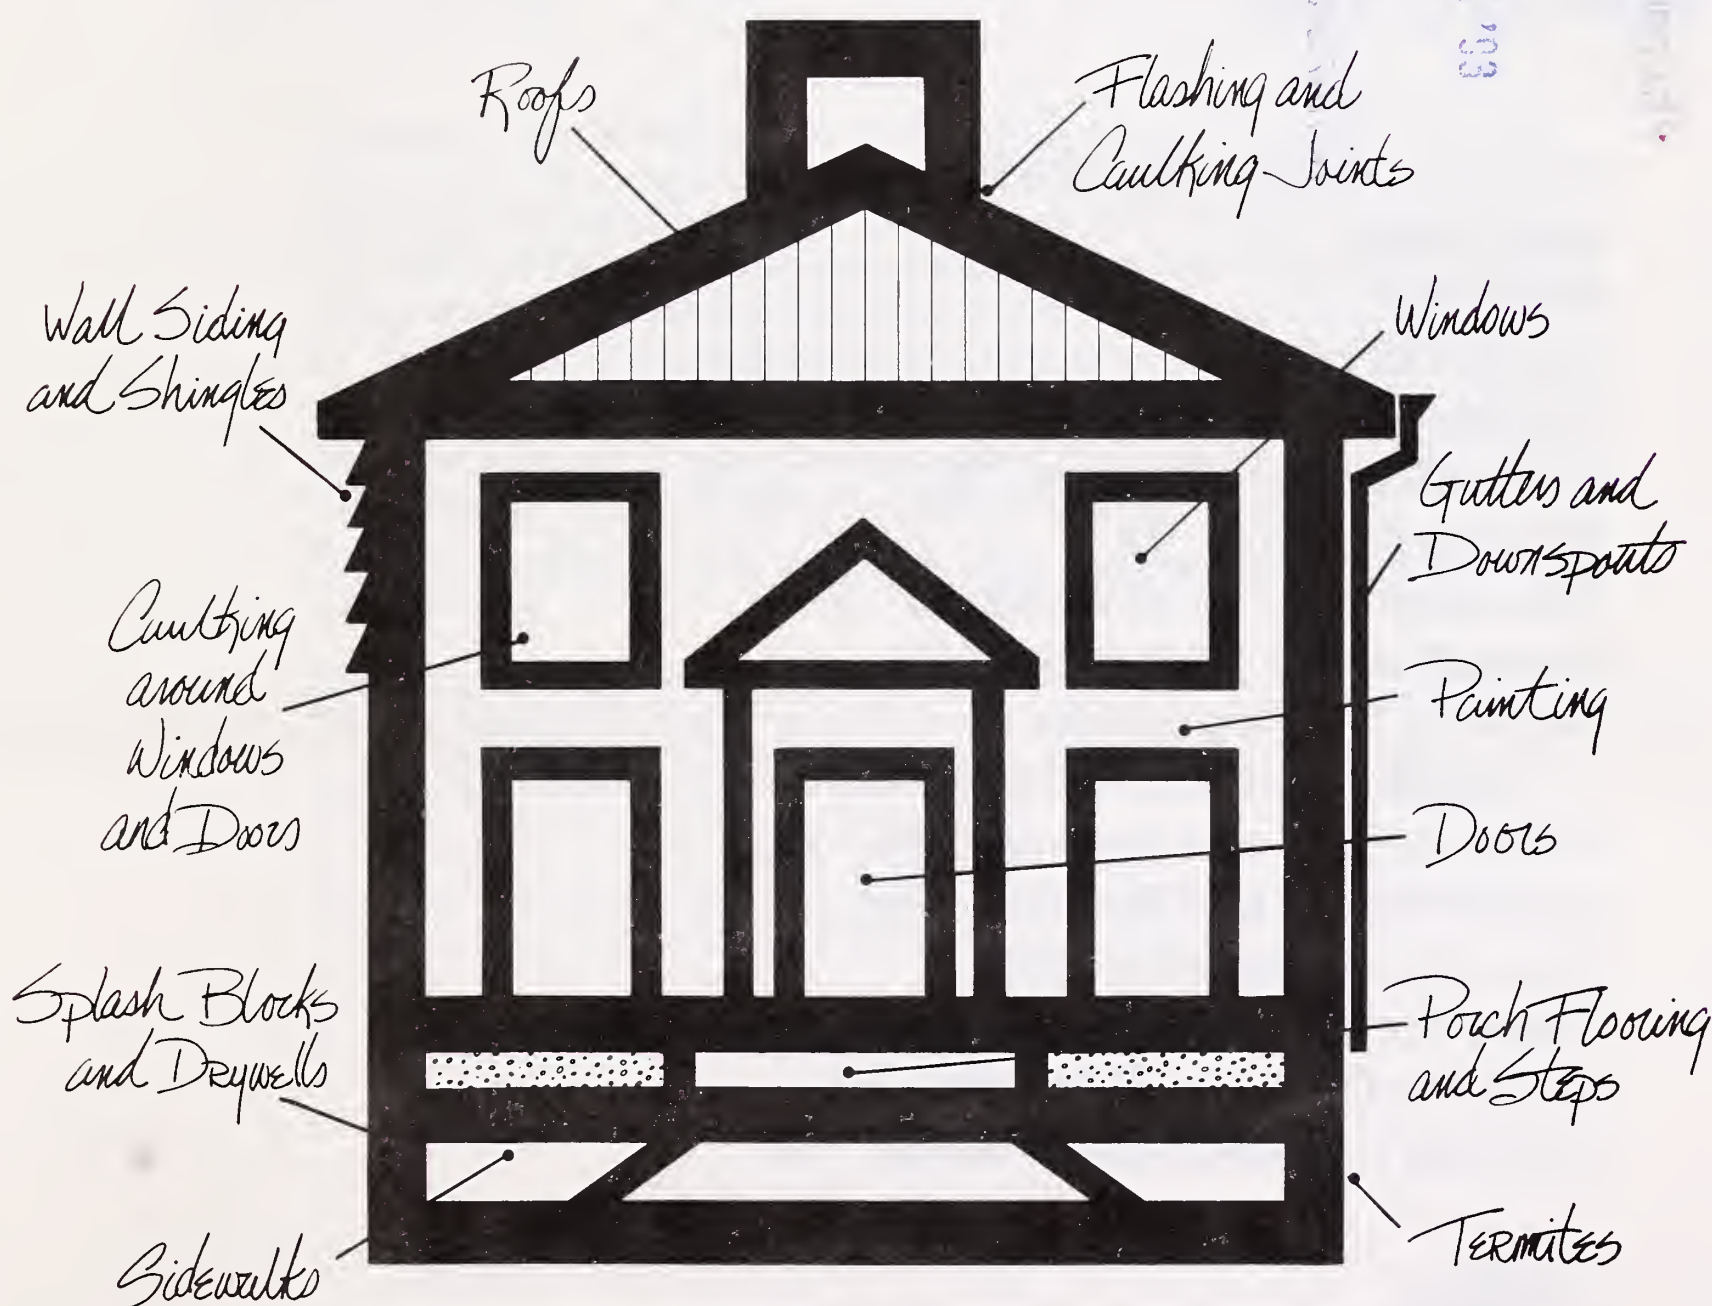 Roofs
Flashing and
Caulking Joints
Wall Siding
and Shingles
Windows
Gutters and
Downspouts
Caulking
around
Windows
and Doors
Painting
Doors
Splash Blocks
and Drywells
Porch Flooring
and Steps
Sidewalks
Termites